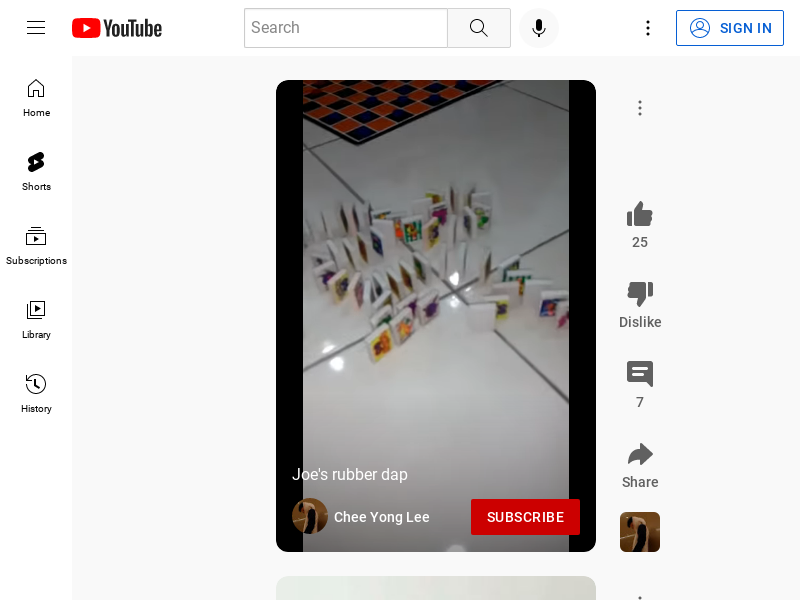 YouTube
Search
SIGN IN
Home
Shorts
Subscriptions
Library
History
25
Dislike
7
Share
Joe's rubber dap
Chee Yong Lee
SUBSCRIBE